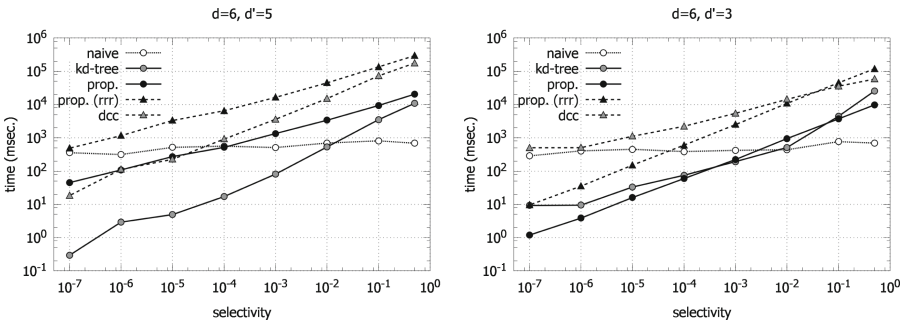 d=6, d'=5
time (msec.)
10^6
10^5
10^4
10^3
10^2
10^1
10^0
10^-1
naive
kd-tree
prop.
prop. (rrr)
dcc
10^-7 10^-6 10^-5 10^-4 10^-3 10^-2 10^-1 10^0
selectivity
d=6, d'=3
time (msec.)
10^6
10^5
10^4
10^3
10^2
10^1
10^0
10^-1
naive
kd-tree
prop.
prop. (rrr)
dcc
10^-7 10^-6 10^-5 10^-4 10^-3 10^-2 10^-1 10^0
selectivity